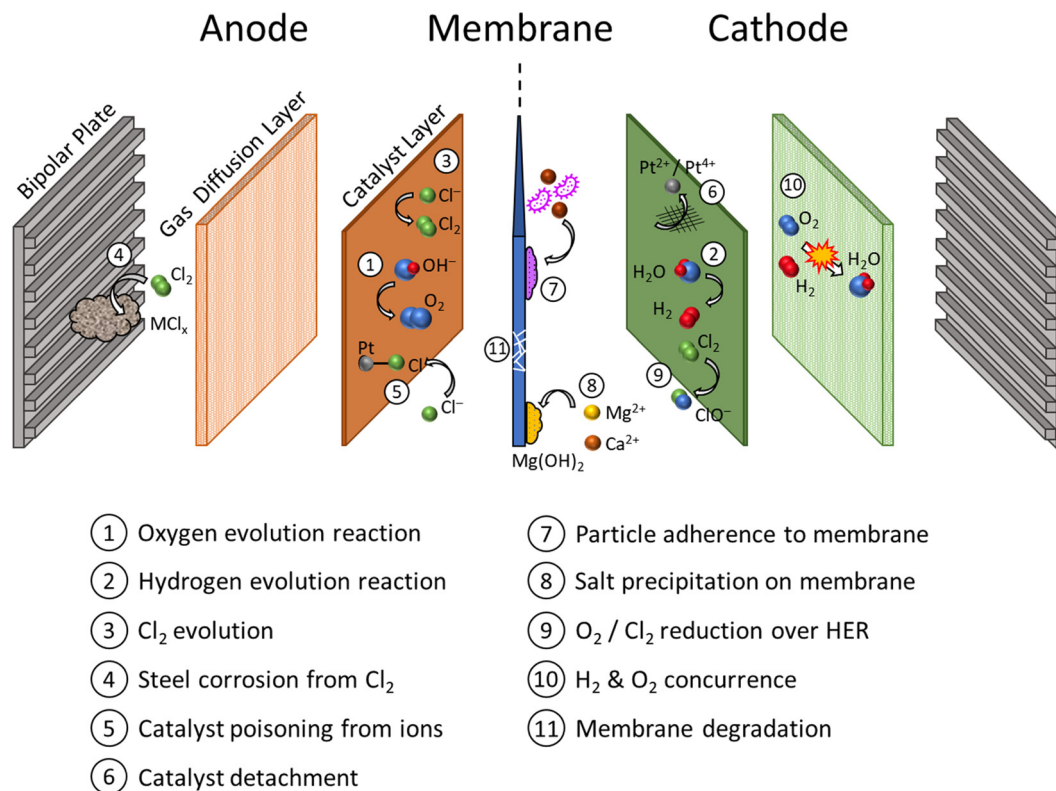 Anode Membrane Cathode
Bipolar Plate
Gas Diffusion Layer
Catalyst Layer
③
Cl⁻
Cl₂
①
OH⁻
O₂
Pt
Cl⁻
⑤
Cl⁻
④
Cl₂
MClₓ
⑦
⑪
⑧
Mg²⁺
Ca²⁺
Mg(OH)₂
Pt²⁺ / Pt⁴⁺
⑥
②
H₂O
H₂
Cl₂
⑨
ClO⁻
⑩
O₂
H₂O
H₂
① Oxygen evolution reaction
② Hydrogen evolution reaction
③ Cl₂ evolution
④ Steel corrosion from Cl₂
⑤ Catalyst poisoning from ions
⑥ Catalyst detachment
⑦ Particle adherence to membrane
⑧ Salt precipitation on membrane
⑨ O₂ / Cl₂ reduction over HER
⑩ H₂ & O₂ concurrence
⑪ Membrane degradation